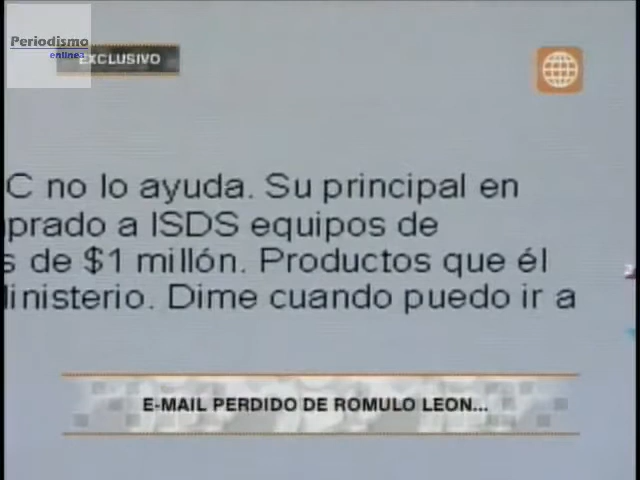 Periodismo
enlinea
EXCLUSIVO
C no lo ayuda. Su principal en
prado a ISDS equipos de
s de $1 millón. Productos que él
inisterio. Dime cuando puedo ir a
E-MAIL PERDIDO DE ROMULO LEON...